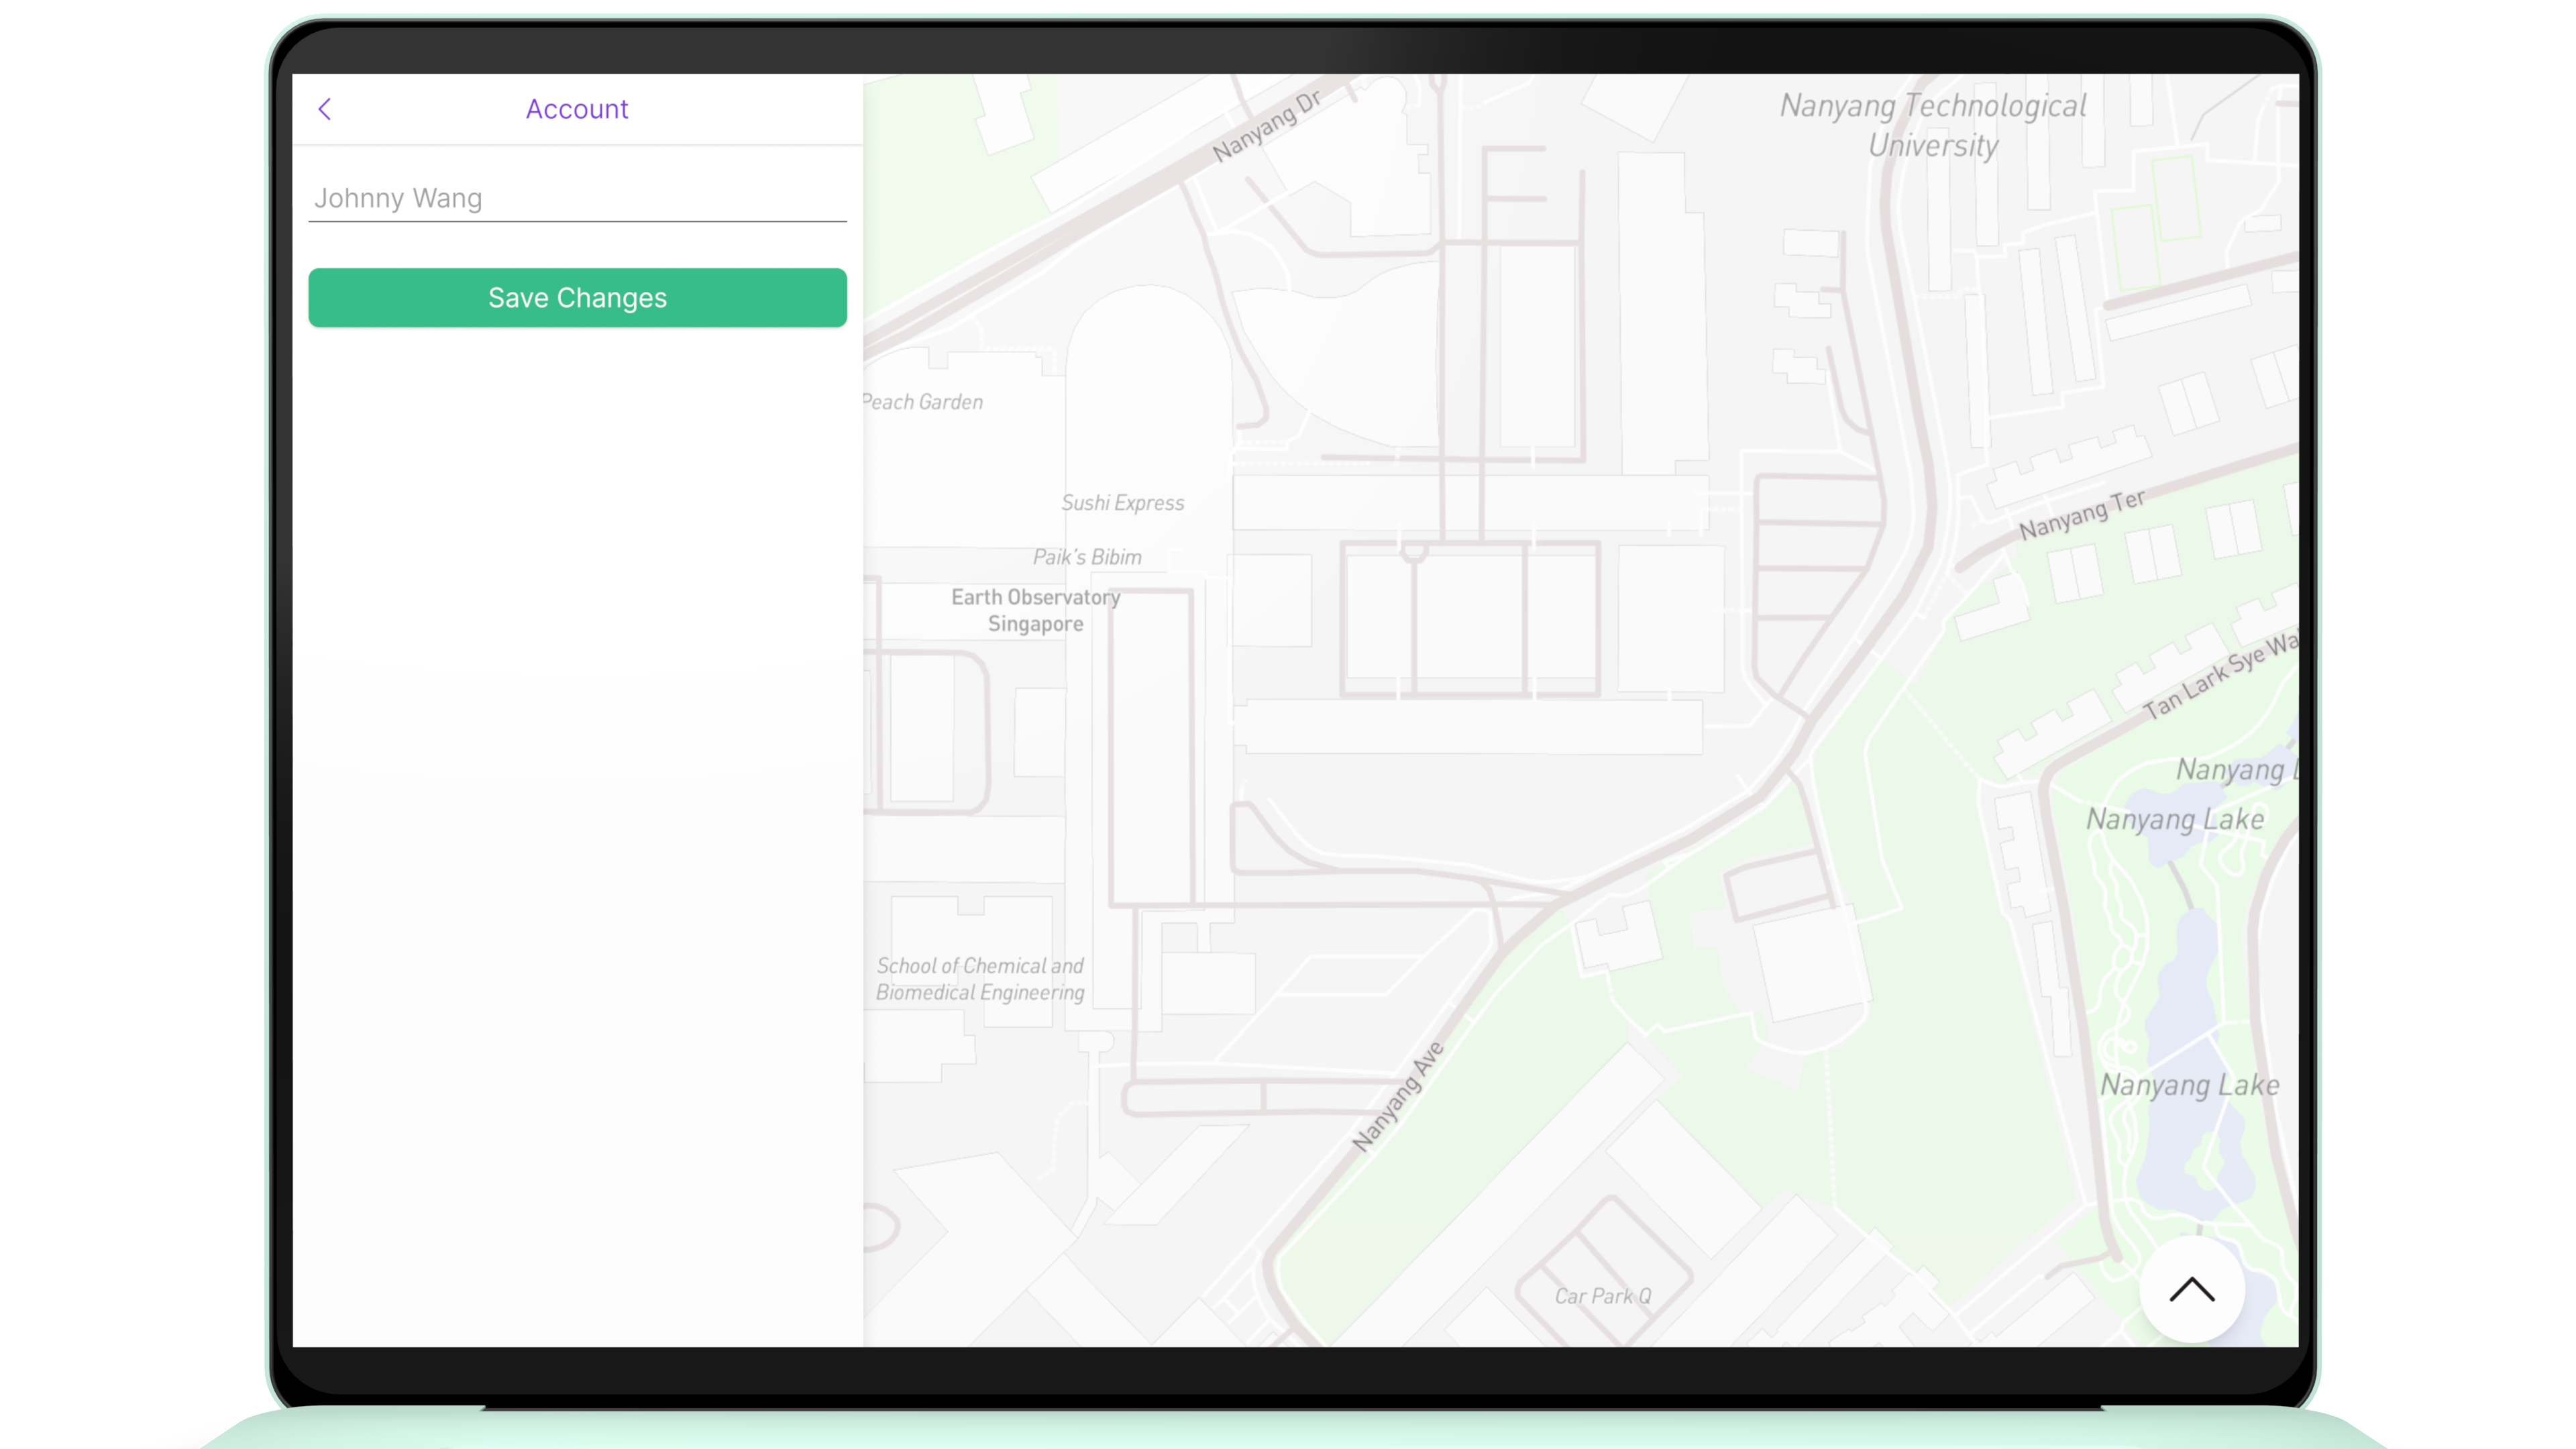 Account
Johnny Wang
Save Changes
Nanyang Dr
Nanyang Technological
University
Peach Garden
Sushi Express
Paik's Bibim
Earth Observatory
Singapore
Nanyang Ter
Tan Lark Sye
Nanyang
Nanyang Lake
School of Chemical and
Biomedical Engineering
Nanyang Ave
Nanyang Lake
Car Park Q